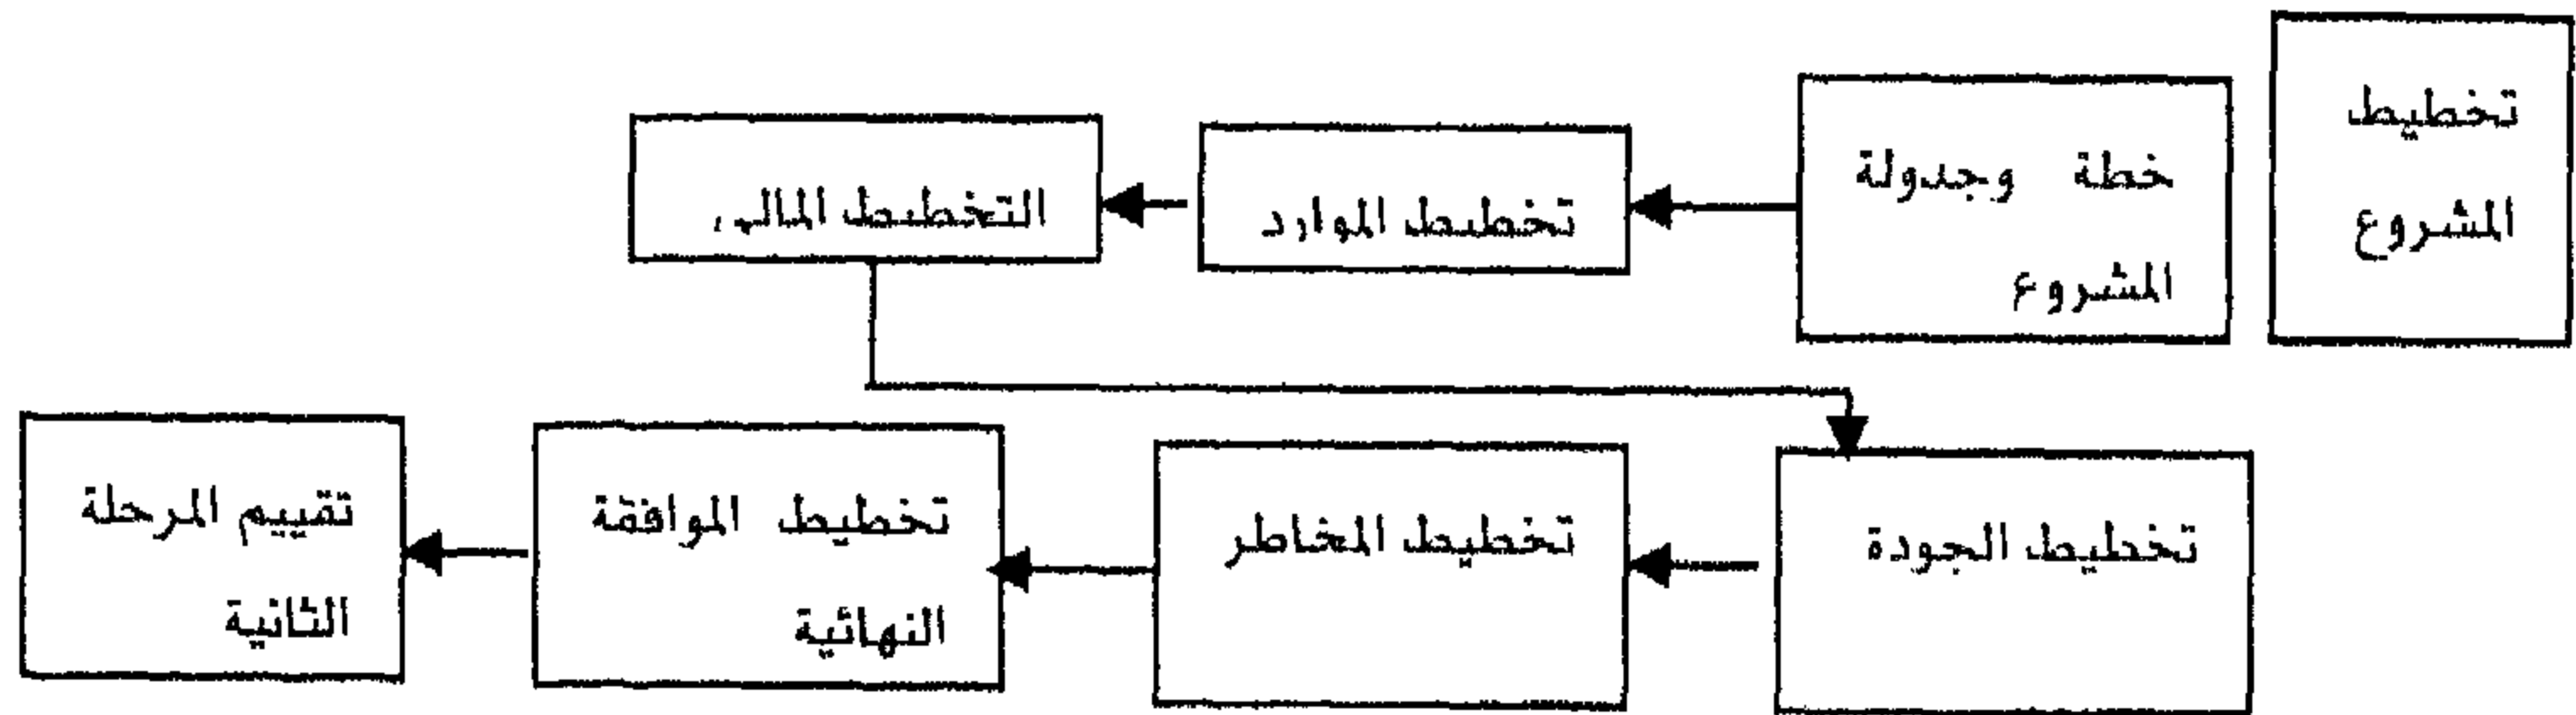 تخطيط
المشروع
خطة وجدولة
المشروع
تخطيط الموارد
التخطيط المالي
تخطيط الجودة
تخطيط المخاطر
تخطيط الموافقة
النهائية
تقييم المرحلة
الثانية